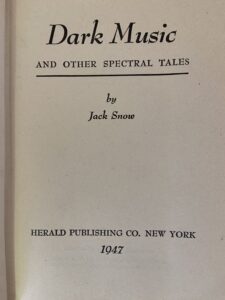 Dark Music
AND OTHER SPECTRAL TALES
by
Jack Snow
HERALD PUBLISHING CO. NEW YORK
1947